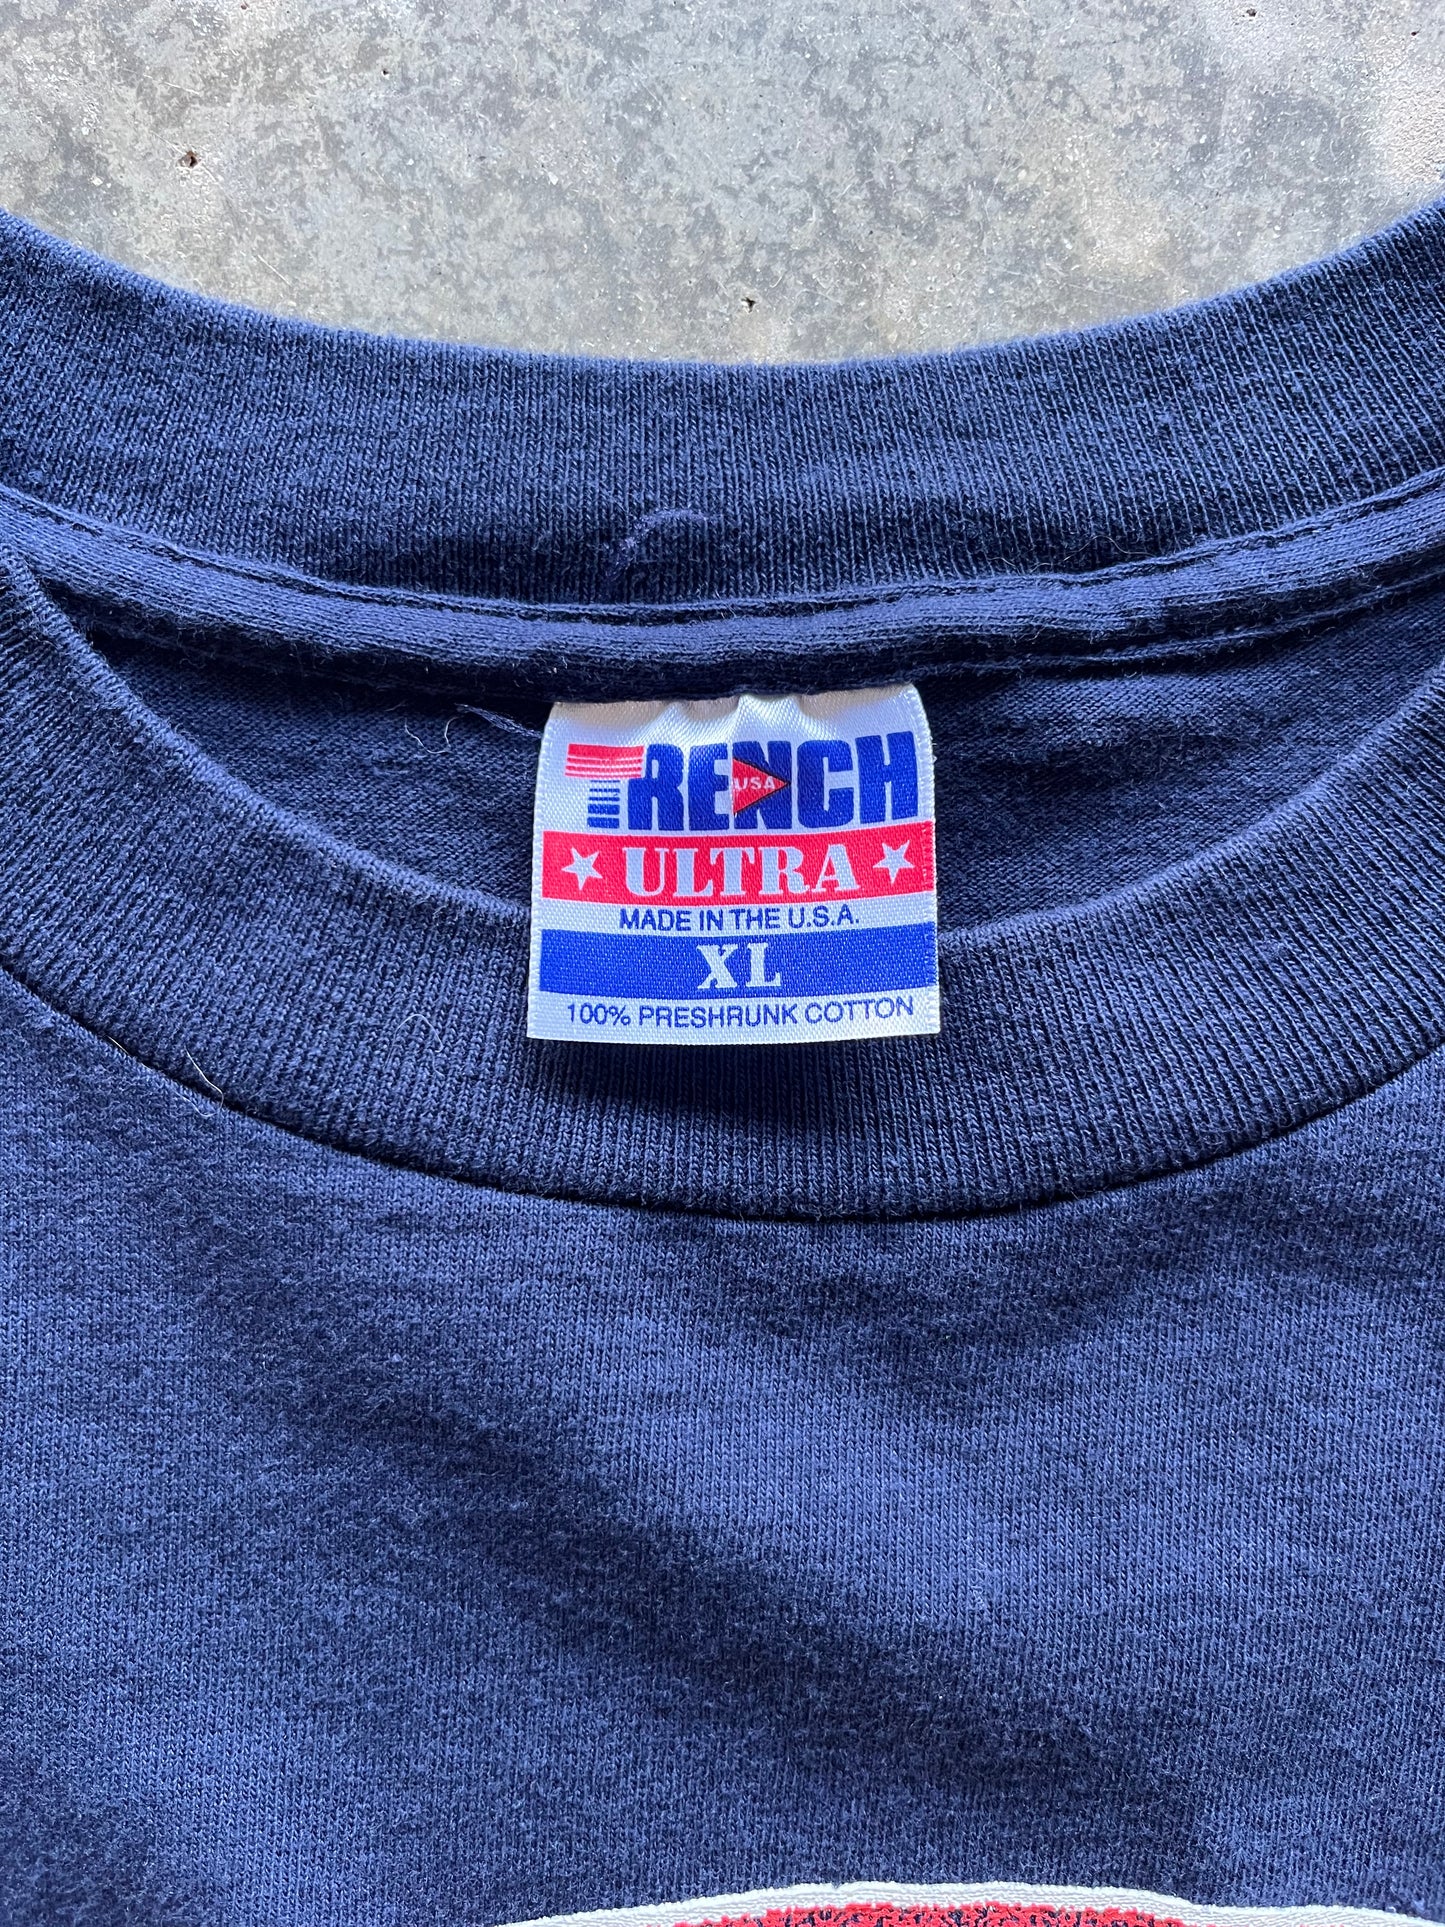 TRENCH
USA
ULTRA
MADE IN THE U.S.A.
XL
100% PRESHRUNK COTTON